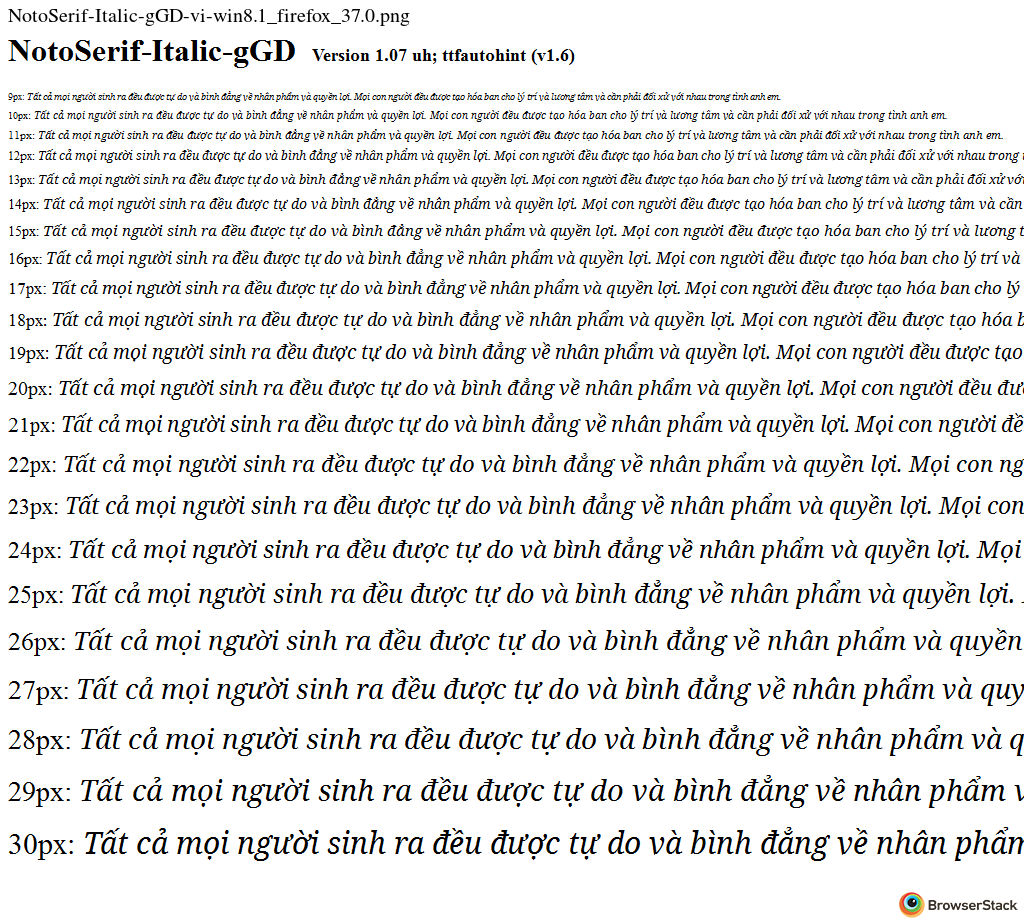 NotoSerif-Italic-gGD-vi-win8.1_firefox_37.0.png
NotoSerif-Italic-gGD Version 1.07 uh; ttfautohint (v1.6)
9px: Tất cả mọi người sinh ra đều được tự do và bình đẳng về nhân phẩm và quyền lợi. Mọi con người đều được tạo hóa ban cho lý trí và lương tâm và cần phải đối xử với nhau trong tình anh em.
10px: Tất cả mọi người sinh ra đều được tự do và bình đẳng về nhân phẩm và quyền lợi. Mọi con người đều được tạo hóa ban cho lý trí và lương tâm và cần phải đối xử với nhau trong tình anh em.
11px: Tất cả mọi người sinh ra đều được tự do và bình đẳng về nhân phẩm và quyền lợi. Mọi con người đều được tạo hóa ban cho lý trí và lương tâm và cần phải đối xử với nhau trong tình anh em.
12px: Tất cả mọi người sinh ra đều được tự do và bình đẳng về nhân phẩm và quyền lợi. Mọi con người đều được tạo hóa ban cho lý trí và lương tâm và cần phải đối xử với nhau trong t
13px: Tất cả mọi người sinh ra đều được tự do và bình đẳng về nhân phẩm và quyền lợi. Mọi con người đều được tạo hóa ban cho lý trí và lương tâm và cần phải đối xử với
14px: Tất cả mọi người sinh ra đều được tự do và bình đẳng về nhân phẩm và quyền lợi. Mọi con người đều được tạo hóa ban cho lý trí và lương tâm và cần
15px: Tất cả mọi người sinh ra đều được tự do và bình đẳng về nhân phẩm và quyền lợi. Mọi con người đều được tạo hóa ban cho lý trí và lương t
16px: Tất cả mọi người sinh ra đều được tự do và bình đẳng về nhân phẩm và quyền lợi. Mọi con người đều được tạo hóa ban cho lý trí và
17px: Tất cả mọi người sinh ra đều được tự do và bình đẳng về nhân phẩm và quyền lợi. Mọi con người đều được tạo hóa ban cho lý
18px: Tất cả mọi người sinh ra đều được tự do và bình đẳng về nhân phẩm và quyền lợi. Mọi con người đều được tạo hóa b
19px: Tất cả mọi người sinh ra đều được tự do và bình đẳng về nhân phẩm và quyền lợi. Mọi con người đều được tạo
20px: Tất cả mọi người sinh ra đều được tự do và bình đẳng về nhân phẩm và quyền lợi. Mọi con người đều đư
21px: Tất cả mọi người sinh ra đều được tự do và bình đẳng về nhân phẩm và quyền lợi. Mọi con người đề
22px: Tất cả mọi người sinh ra đều được tự do và bình đẳng về nhân phẩm và quyền lợi. Mọi con ng
23px: Tất cả mọi người sinh ra đều được tự do và bình đẳng về nhân phẩm và quyền lợi. Mọi con
24px: Tất cả mọi người sinh ra đều được tự do và bình đẳng về nhân phẩm và quyền lợi. Mọi
25px: Tất cả mọi người sinh ra đều được tự do và bình đẳng về nhân phẩm và quyền lợi.
26px: Tất cả mọi người sinh ra đều được tự do và bình đẳng về nhân phẩm và quyền
27px: Tất cả mọi người sinh ra đều được tự do và bình đẳng về nhân phẩm và quy
28px: Tất cả mọi người sinh ra đều được tự do và bình đẳng về nhân phẩm và q
29px: Tất cả mọi người sinh ra đều được tự do và bình đẳng về nhân phẩm v
30px: Tất cả mọi người sinh ra đều được tự do và bình đẳng về nhân phẩm
BrowserStack